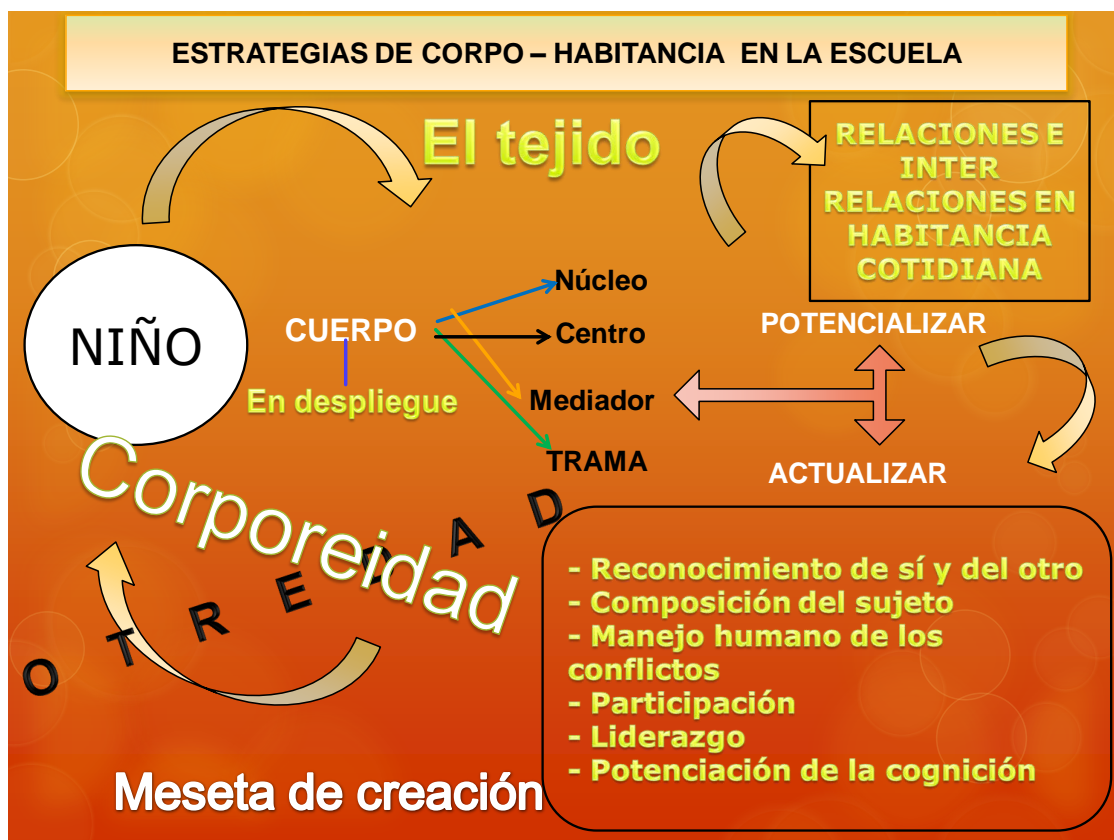 ESTRATEGIAS DE CORPO – HABITANCIA EN LA ESCUELA
El tejido
RELACIONES E
INTER
RELACIONES EN
HABITANCIA
COTIDIANA
NIÑO
CUERPO
En despliegue
Núcleo
Centro
Mediador
TRAMA
POTENCIALIZAR
ACTUALIZAR
Corporeidad
OTREDAD
- Reconocimiento de sí y del otro
- Composición del sujeto
- Manejo humano de los
conflictos
- Participación
- Liderazgo
- Potenciación de la cognición
Meseta de creación